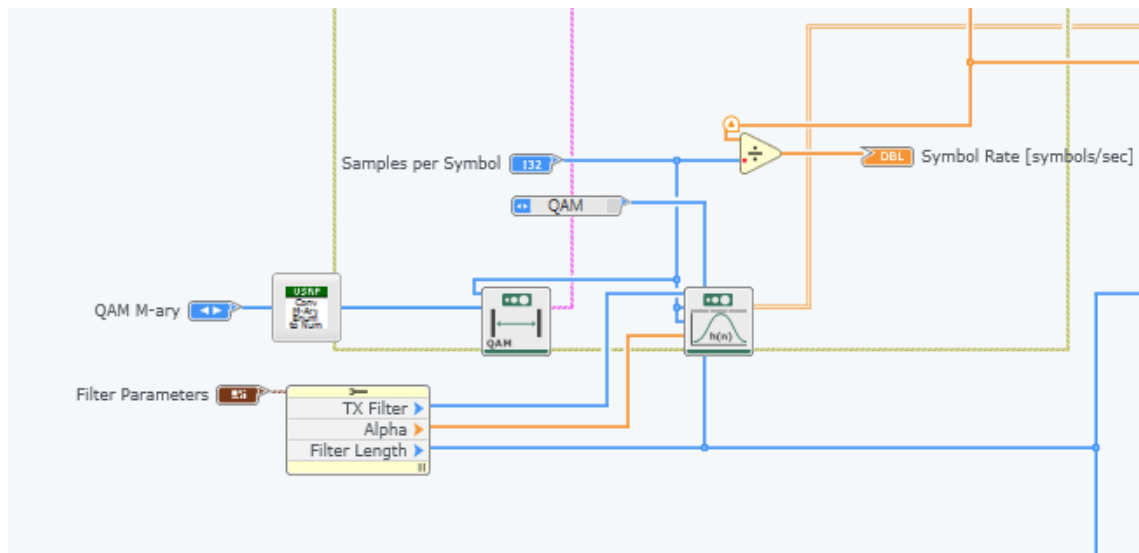 Samples per Symbol
I32
DBL
Symbol Rate [symbols/sec]
QAM
QAM M-ary
USRP
Conv
M-Ary
Enum
to Num
QAM
h(n)
Filter Parameters
TX Filter
Alpha
Filter Length